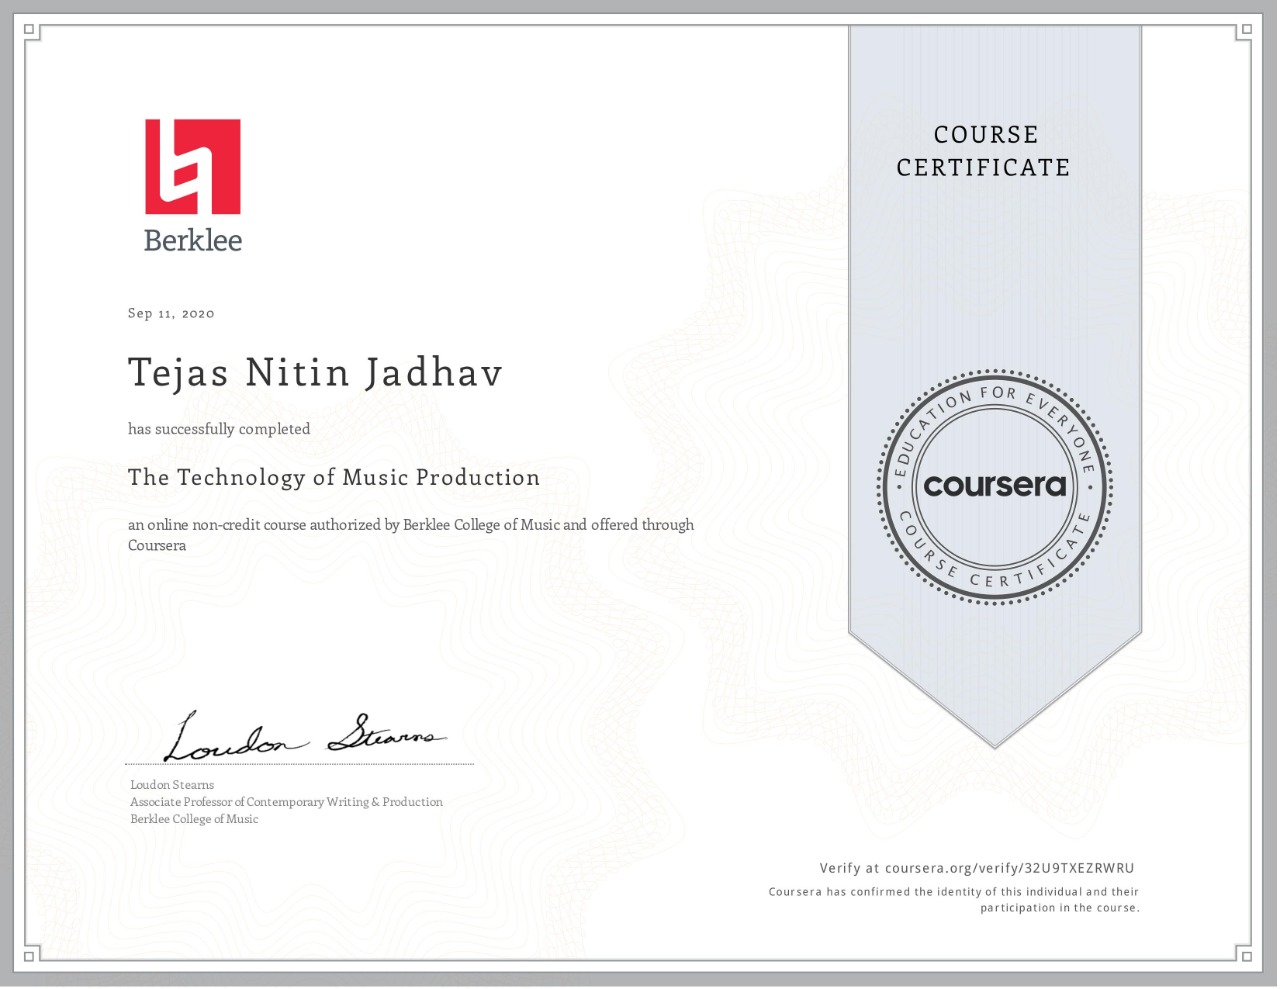 Berklee
COURSE
CERTIFICATE
Sep 11, 2020
Tejas Nitin Jadhav
has successfully completed
The Technology of Music Production
an online non-credit course authorized by Berklee College of Music and offered through
Coursera
EDUCATION FOR EVERYONE
coursera
COURSE CERTIFICATE
Loudon Stearns
Loudon Stearns
Associate Professor of Contemporary Writing & Production
Berklee College of Music
Verify at coursera.org/verify/32U9TXEZRWRU
Coursera has confirmed the identity of this individual and their
participation in the course.